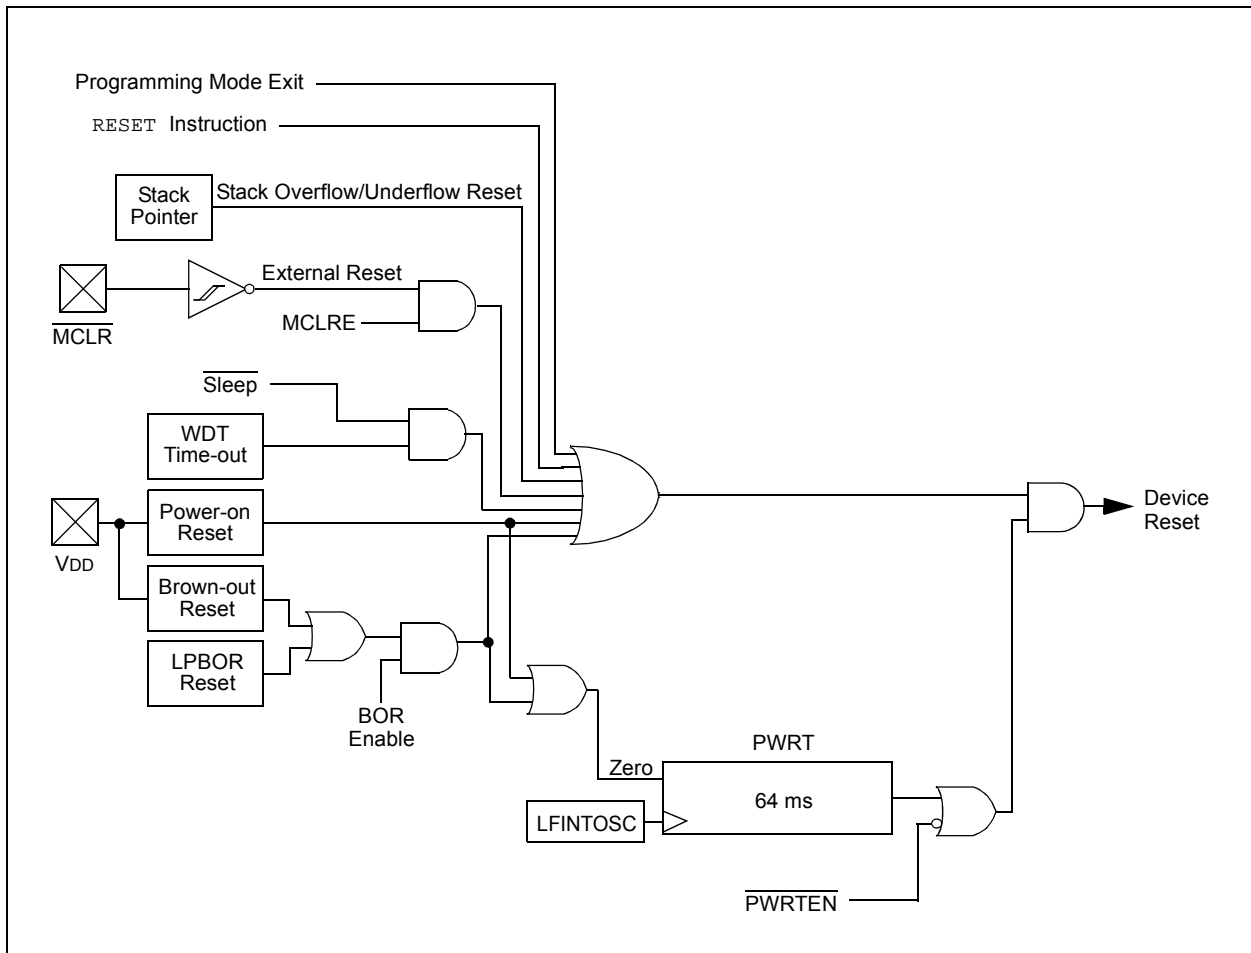 Programming Mode Exit
RESET Instruction
Stack
Pointer
Stack Overflow/Underflow Reset
External Reset
MCLR
MCLRE
Sleep
WDT
Time-out
Power-on
Reset
VDD
Device
Reset
Brown-out
Reset
LPBOR
Reset
BOR
Enable
PWRT
Zero
64 ms
LFINTOSC
PWRTEN